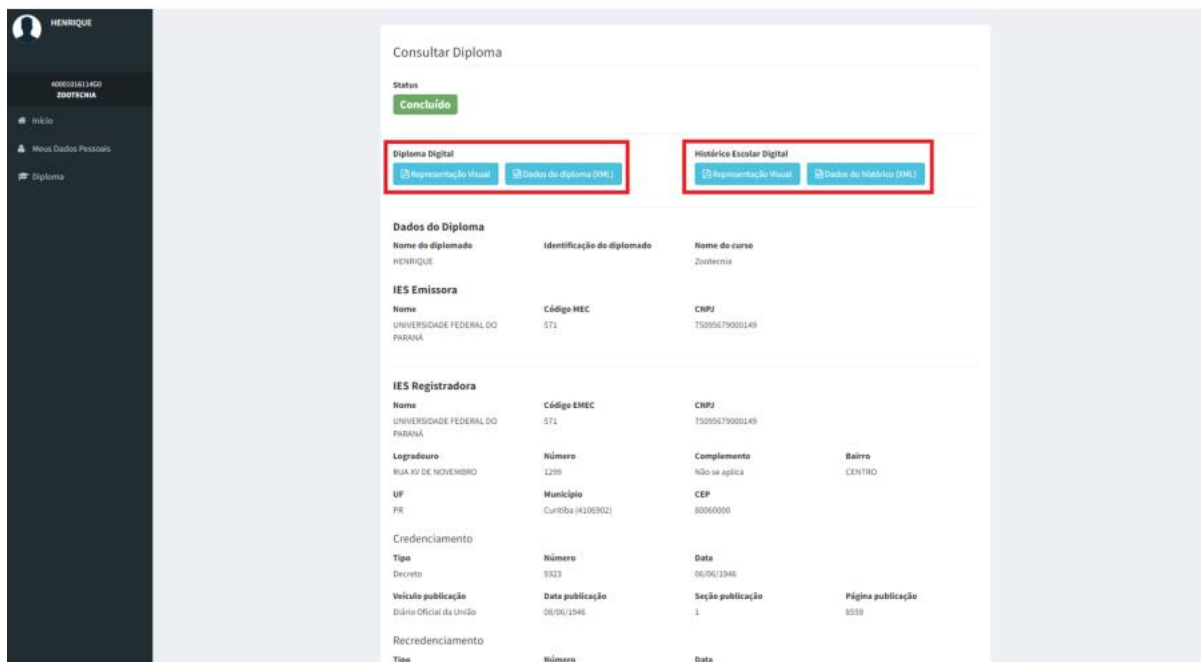 HENRIQUE
ZOOTECNIA
Início
Meus Dados Pessoais
Diploma
Consultar Diploma
Status
Concluído
Diploma Digital Histórico Escolar Digital
Representação Visual Dados do diploma (XML) Representação Visual Dados do histórico (XML)
Dados do Diploma
Nome do diplomado Identificação do diplomado Nome do curso
HENRIQUE Zootecnia
IES Emissora
Nome Código MEC CNPJ
UNIVERSIDADE FEDERAL DO 571 75095679000149
PARANÁ
IES Registradora
Nome Código EMEC CNPJ
UNIVERSIDADE FEDERAL DO 571 75095679000149
PARANÁ
Logradouro Número Complemento Bairro
RUA XV DE NOVEMBRO 1299 Não se aplica CENTRO
UF Município CEP
PR Curitiba (4106902) 80060000
Credenciamento
Tipo Número Data
Decreto 9323 06/06/1946
Veículo publicação Data publicação Seção publicação Página publicação
Diário Oficial da União 08/06/1946 1 8559
Recredenciamento
Tipo Número Data